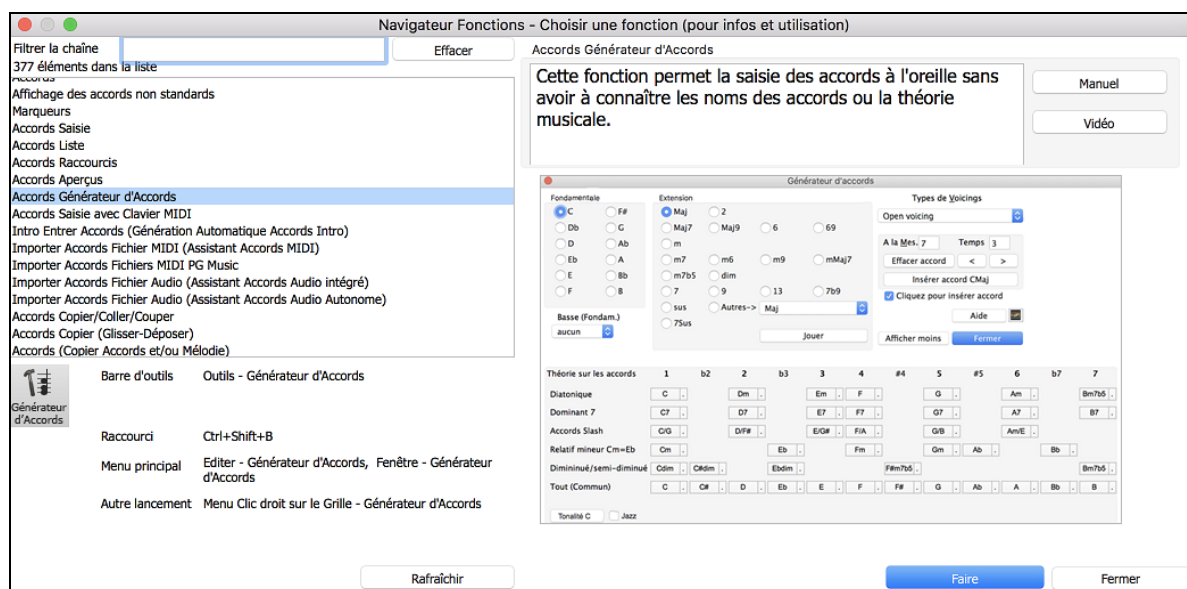 Navigateur Fonctions - Choisir une fonction (pour infos et utilisation)
Filtrer la chaîne
Effacer
377 éléments dans la liste
Accords
Affichage des accords non standards
Marqueurs
Accords Saisie
Accords Liste
Accords Raccourcis
Accords Aperçus
Accords Générateur d'Accords
Accords Saisie avec Clavier MIDI
Intro Entrer Accords (Génération Automatique Accords Intro)
Importer Accords Fichier MIDI (Assistant Accords MIDI)
Importer Accords Fichiers MIDI PG Music
Importer Accords Fichier Audio (Assistant Accords Audio intégré)
Importer Accords Fichier Audio (Assistant Accords Audio Autonome)
Accords Copier/Coller/Couper
Accords Copier (Glisser-Déposer)
Accords (Copier Accords et/ou Mélodie)
Générateur
d'Accords
Barre d'outils Outils - Générateur d'Accords
Raccourci Ctrl+Shift+B
Menu principal Editer - Générateur d'Accords, Fenêtre - Générateur
d'Accords
Autre lancement Menu Clic droit sur le Grille - Générateur d'Accords
Rafraîchir
Accords Générateur d'Accords
Cette fonction permet la saisie des accords à l'oreille sans
avoir à connaître les noms des accords ou la théorie
musicale.
Manuel
Vidéo
Générateur d'accords
Fondamentale
C F#
Db G
D Ab
Eb A
E Bb
F B
Basse (Fondam.)
aucun
Extension
Maj 2
Maj7 Maj9 6 69
m
m7 m6 m9 mMaj7
m7b5 dim
7 9 13 7b9
sus Autres-> Maj
7Sus
Jouer
Types de Voicings
Open voicing
A la Mes. 7 Temps 3
Effacer accord < >
Insérer accord CMaj
Cliquez pour insérer accord
Aide
Afficher moins Fermer
Théorie sur les accords 1 b2 2 b3 3 4 #4 5 #5 6 b7 7
Diatonique C . Dm . Em . F . G . Am . Bm7b5 .
Dominant 7 C7 . D7 . E7 . F7 . G7 . A7 . B7 .
Accords Slash C/G . D/F# . E/G# . F/A . G/B . Am/E .
Relatif mineur Cm=Eb Cm . Eb . Fm . Gm . Ab . Bb .
Dimininué/semi-diminué Cdim . C#dim . Ebdim . F#m7b5 . Bm7b5 .
Tout (Commun) C . C# . D . Eb . E . F . F# . G . Ab . A . Bb . B .
Tonalité C Jazz
Faire
Fermer